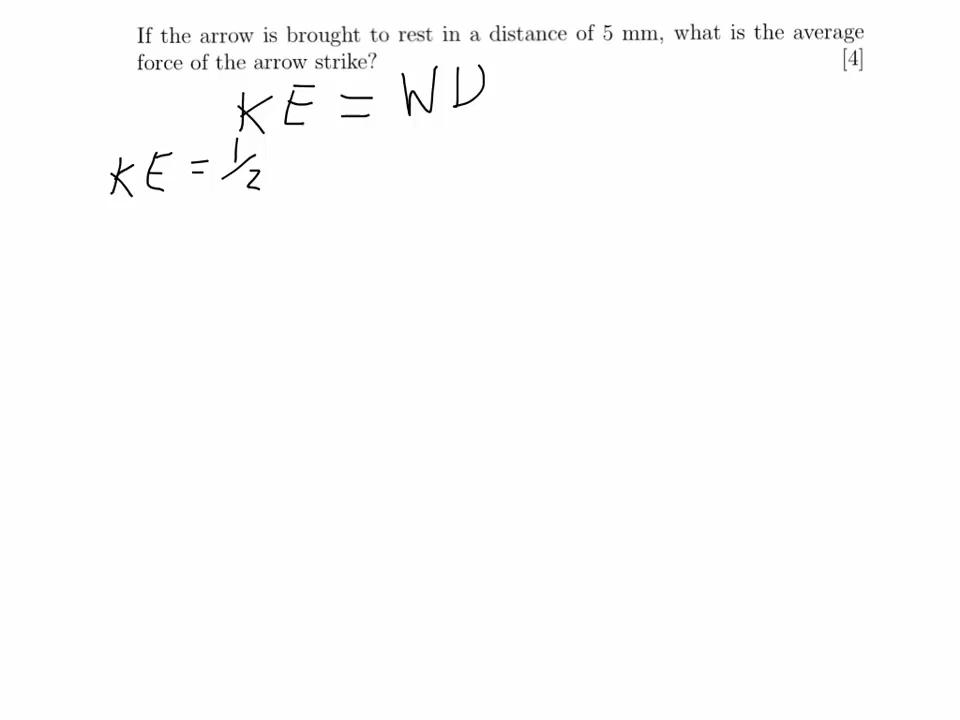 If the arrow is brought to rest in a distance of 5 mm, what is the average
force of the arrow strike? [4]
KE = WD
KE = 1/2